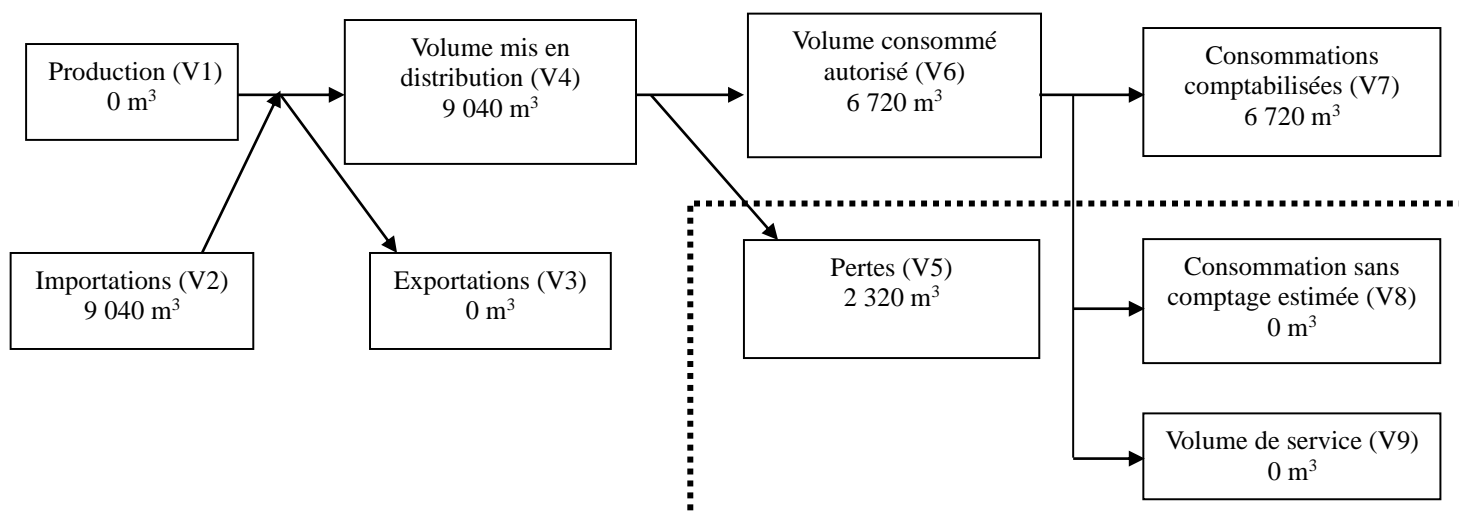 Production (V1)
0 m³
Volume mis en
distribution (V4)
9 040 m³
Volume consommé
autorisé (V6)
6 720 m³
Consommations
comptabilisées (V7)
6 720 m³
Importations (V2)
9 040 m³
Exportations (V3)
0 m³
Pertes (V5)
2 320 m³
Consommation sans
comptage estimée (V8)
0 m³
Volume de service (V9)
0 m³